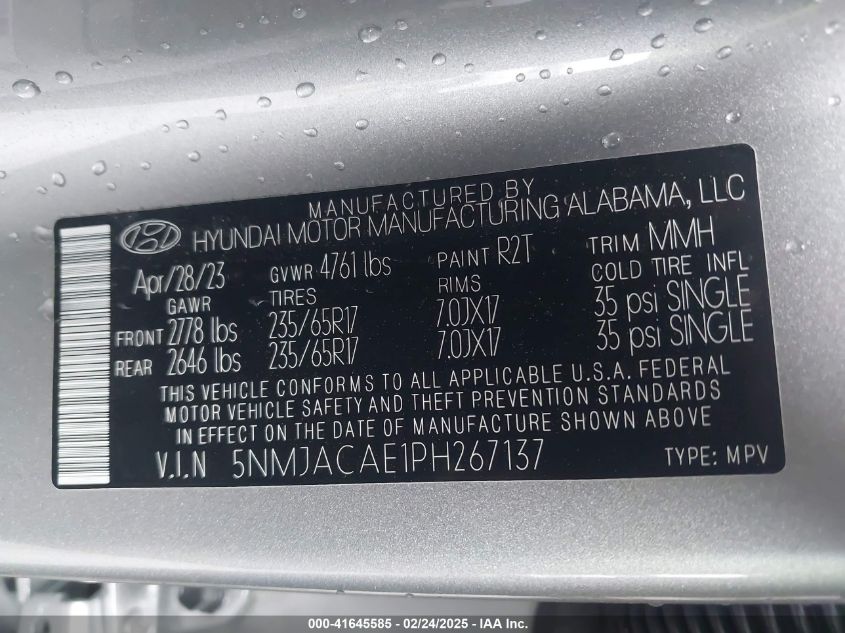 MANUFACTURED BY
HYUNDAI MOTOR MANUFACTURING ALABAMA, LLC
Apr/28/23 GVWR 4761 lbs PAINT R2T TRIM MMH
GAWR TIRES RIMS COLD TIRE INFL
FRONT 2778 lbs 235/65R17 7.0JX17 35 psi SINGLE
REAR 2646 lbs 235/65R17 7.0JX17 35 psi SINGLE
THIS VEHICLE CONFORMS TO ALL APPLICABLE U.S.A. FEDERAL
MOTOR VEHICLE SAFETY AND THEFT PREVENTION STANDARDS
IN EFFECT ON THE DATE OF MANUFACTURE SHOWN ABOVE
V.I.N 5NMJACAE1PH267137 TYPE: MPV
000-41645585 - 02/24/2025 - IAA Inc.